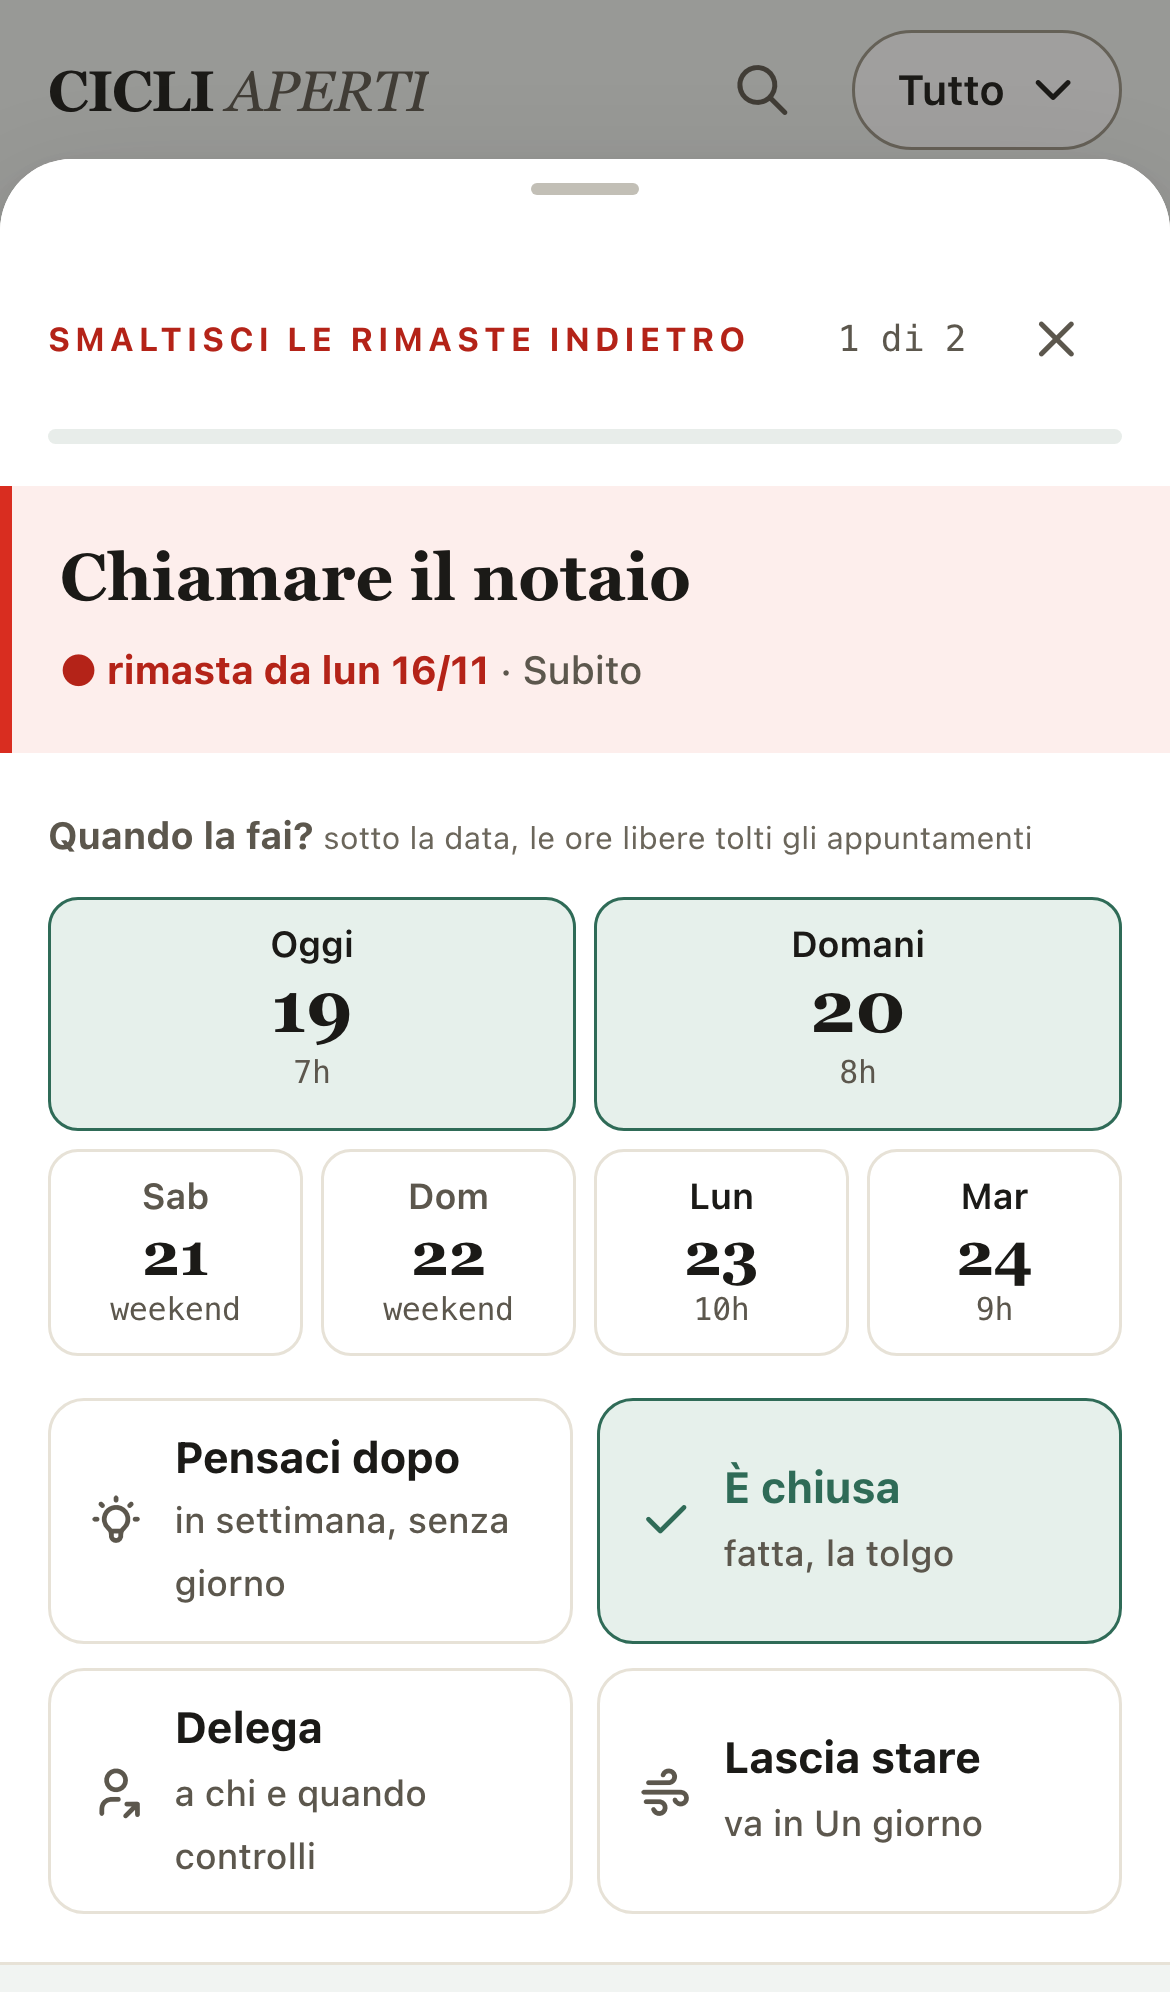 CICLI APERTI
Tutto
SMALTISCI LE RIMASTE INDIETRO
1 di 2
Chiamare il notaio
rimasta da lun 16/11 · Subito
Quando la fai? sotto la data, le ore libere tolti gli appuntamenti
Oggi
19
7h
Domani
20
8h
Sab
21
weekend
Dom
22
weekend
Lun
23
10h
Mar
24
9h
Pensaci dopo
in settimana, senza
giorno
È chiusa
fatta, la tolgo
Delega
a chi e quando
controlli
Lascia stare
va in Un giorno